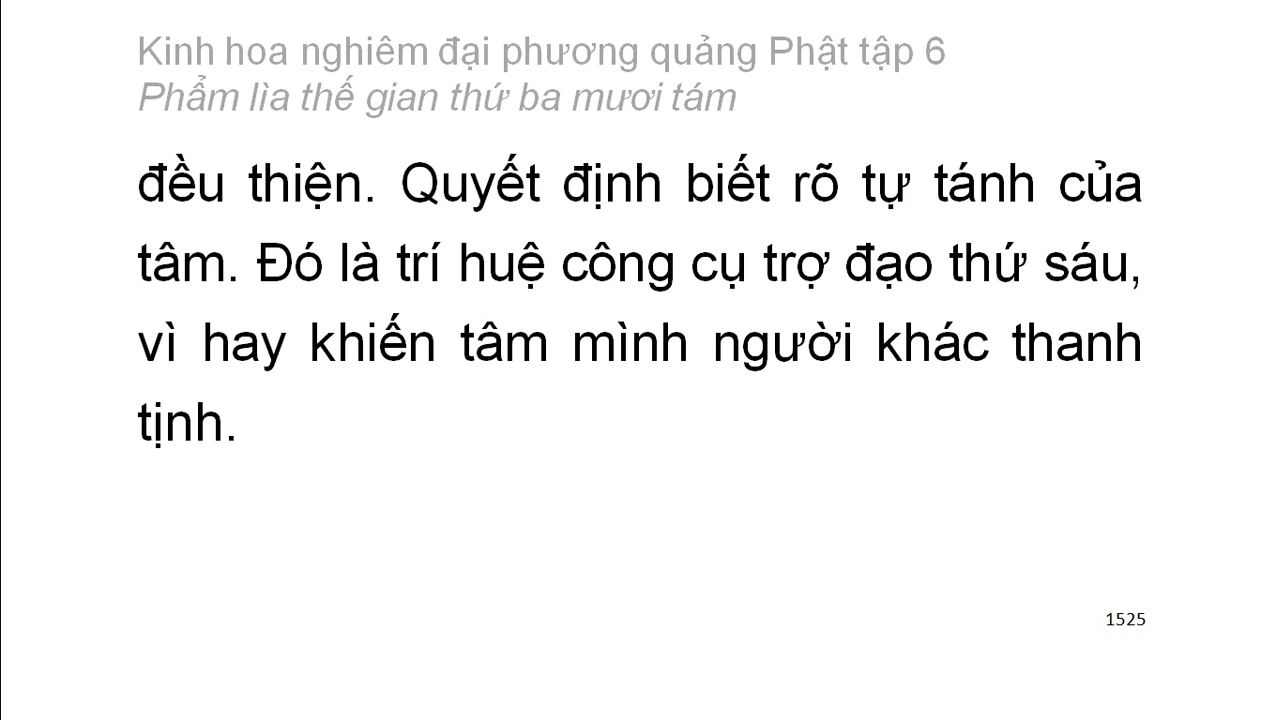 Kinh hoa nghiêm đại phương quảng Phật tập 6
Phẩm lìa thế gian thứ ba mươi tám
đều thiện. Quyết định biết rõ tự tánh của
tâm. Đó là trí huệ công cụ trợ đạo thứ sáu,
vì hay khiến tâm mình người khác thanh
tịnh.
1525